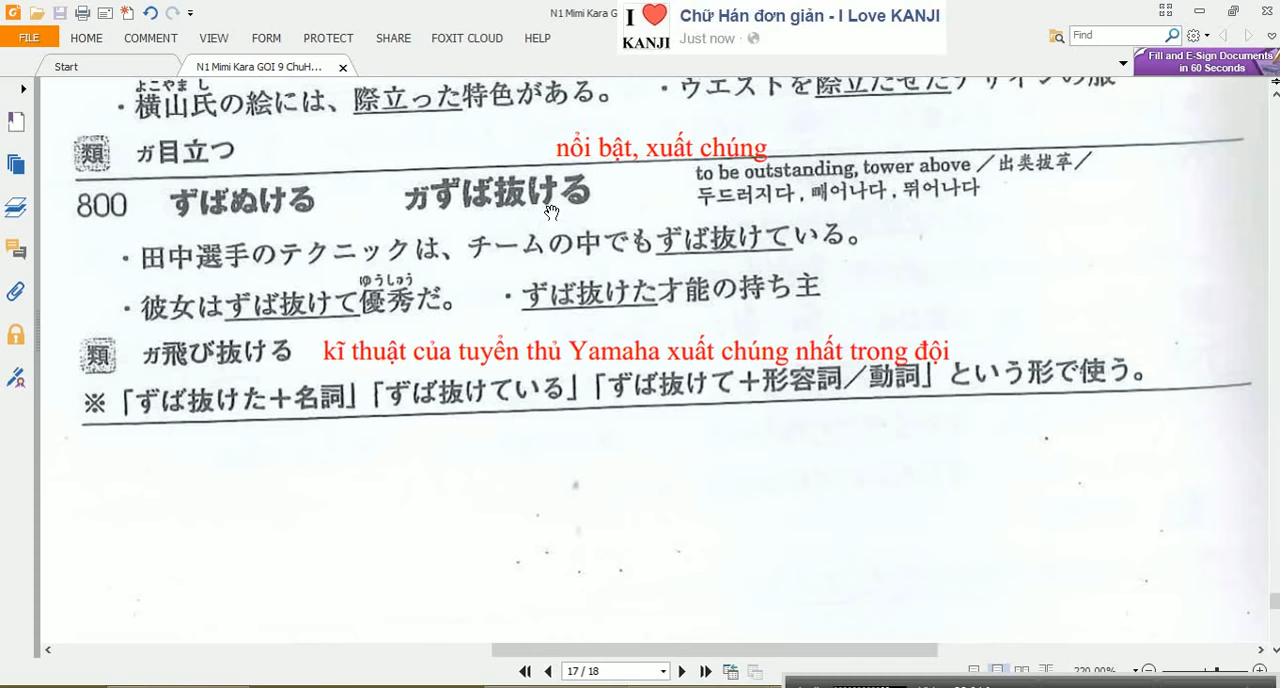 N1 Mimi Kara G
I ❤ KANJI
Chữ Hán đơn giản - I Love KANJI
Just now
FILE HOME COMMENT VIEW FORM PROTECT SHARE FOXIT CLOUD HELP
Find
Start
N1 Mimi Kara GOI 9 ChuH...
Fill and E-Sign Documents
in 60 Seconds
よこやま し
・横山氏の絵には、際立った特色がある。 ・ウエストを際立たせたデザインの服
類 ガ目立つ
nổi bật, xuất chúng
800 ずばぬける ガずば抜ける
to be outstanding, tower above／出类拔萃／
두드러지다, 빼어나다, 뛰어나다
・田中選手のテクニックは、チームの中でもずば抜けている。
ゆうしゅう
・彼女はずば抜けて優秀だ。 ・ずば抜けた才能の持ち主
類 ガ飛び抜ける
kĩ thuật của tuyển thủ Yamaha xuất chúng nhất trong đội
※「ずば抜けた＋名詞」「ずば抜けている」「ずば抜けて＋形容詞／動詞」という形で使う。
17 / 18
220.00%